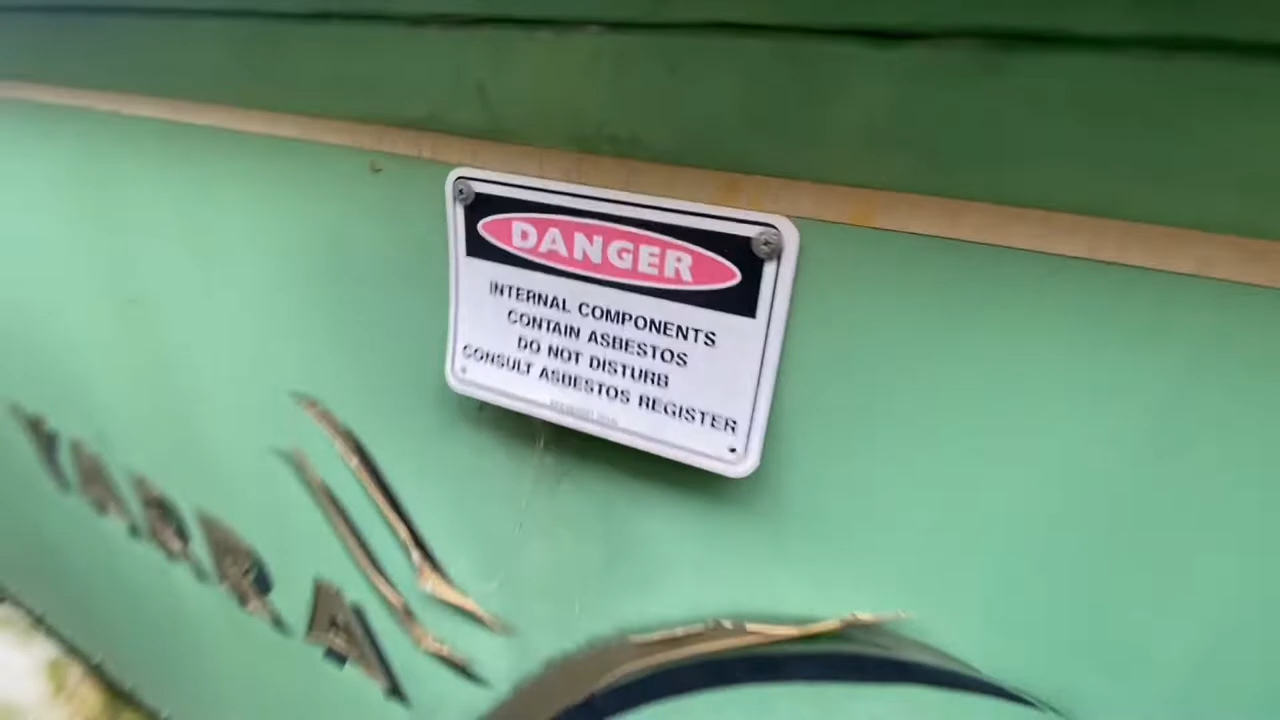 DANGER
INTERNAL COMPONENTS
CONTAIN ASBESTOS
DO NOT DISTURB
CONSULT ASBESTOS REGISTER